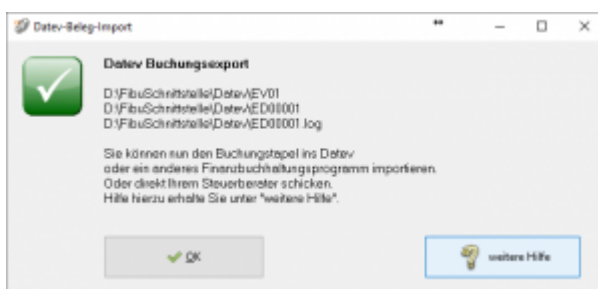 Datev-Beleg-Import
Datev Buchungsexport
D:\FibuSchnittstelle\Datev\EV01
D:\FibuSchnittstelle\Datev\ED00001
D:\FibuSchnittstelle\Datev\ED00001.log
Sie können nun den Buchungstapel ins Datev
oder ein anderes Finanzbuchhaltungsprogramm importieren.
Oder direkt Ihrem Steuerberater schicken.
Hilfe hierzu erhalte Sie unter "weitere Hilfe".
OK
weitere Hilfe